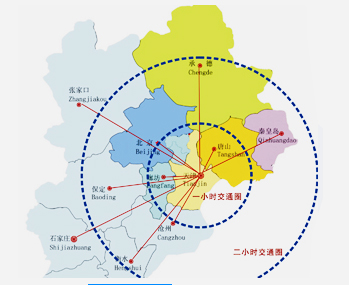 承 德
Chengde
张家口
Zhangjiakou
秦皇岛
Qinhuangdao
北 京
Beijing
唐山
Tangshan
廊坊
Langfang
天津
Tianjin
保定
Baoding
一小时交通图
沧州
Cangzhou
石家庄
Shijiazhuang
二小时交通图
衡水
Hengshui